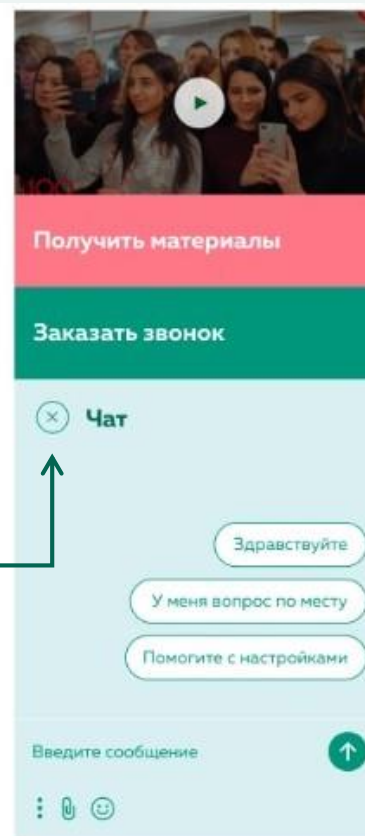 Получить материалы
Заказать звонок
Чат
Здравствуйте
У меня вопрос по месту
Помогите с настройками
Введите сообщение